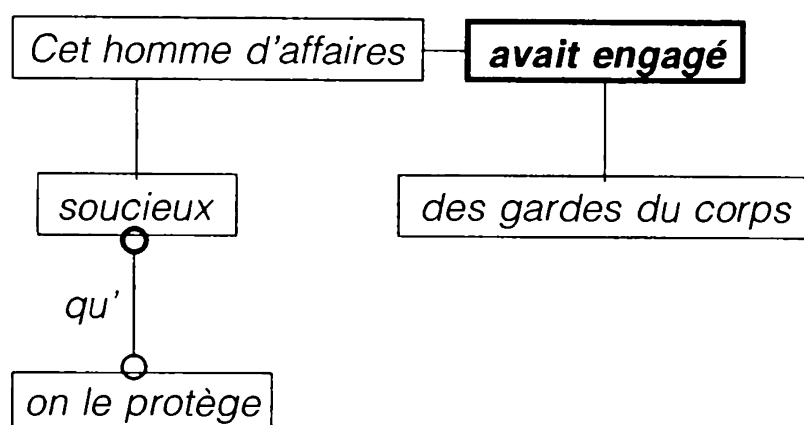 Cet homme d'affaires avait engagé
soucieux des gardes du corps
qu'
on le protège